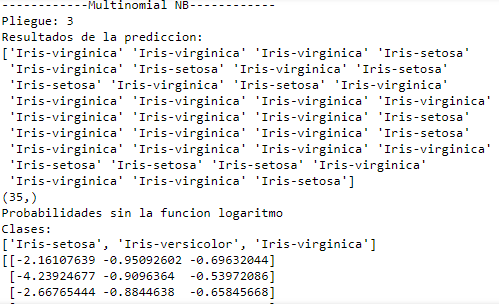 ------------Multinomial NB------------
Pliegue: 3
Resultados de la prediccion:
['Iris-virginica' 'Iris-virginica' 'Iris-virginica' 'Iris-setosa'
 'Iris-virginica' 'Iris-setosa' 'Iris-virginica' 'Iris-setosa'
 'Iris-setosa' 'Iris-virginica' 'Iris-setosa' 'Iris-virginica'
 'Iris-virginica' 'Iris-virginica' 'Iris-virginica' 'Iris-virginica'
 'Iris-virginica' 'Iris-virginica' 'Iris-virginica' 'Iris-setosa'
 'Iris-virginica' 'Iris-virginica' 'Iris-virginica' 'Iris-setosa'
 'Iris-virginica' 'Iris-virginica' 'Iris-virginica' 'Iris-virginica'
 'Iris-setosa' 'Iris-setosa' 'Iris-setosa' 'Iris-virginica'
 'Iris-virginica' 'Iris-virginica' 'Iris-setosa']
(35,)
Probabilidades sin la funcion logaritmo
Clases:
['Iris-setosa', 'Iris-versicolor', 'Iris-virginica']
[[-2.16107639 -0.95092602 -0.69632044]
 [-4.23924677 -0.9096364  -0.53972086]
 [-2.66765444 -0.8844638  -0.65845668]